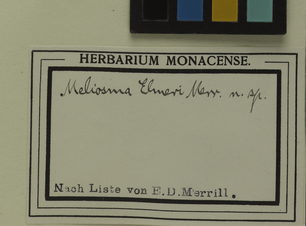 HERBARIUM MONACENSE.
Meliosma Elmeri Merr. n. sp.
Nach Liste von E.D.Merrill.